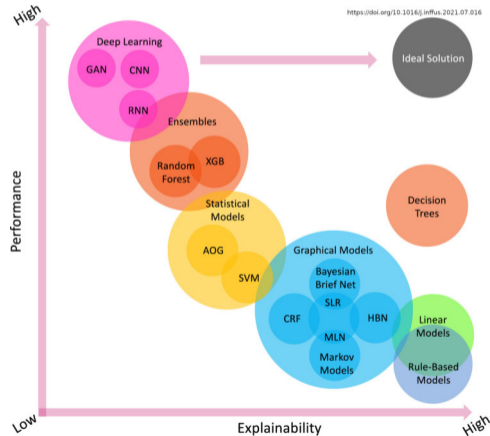 High
https://doi.org/10.1016/j.inffus.2021.07.016
Deep Learning
GAN
CNN
RNN
Ideal Solution
Ensembles
Random
Forest
XGB
Statistical
Models
AOG
SVM
Decision
Trees
Graphical Models
Bayesian
Brief Net
SLR
CRF
HBN
MLN
Markov
Models
Linear
Models
Rule-Based
Models
Performance
Low
Explainability
High